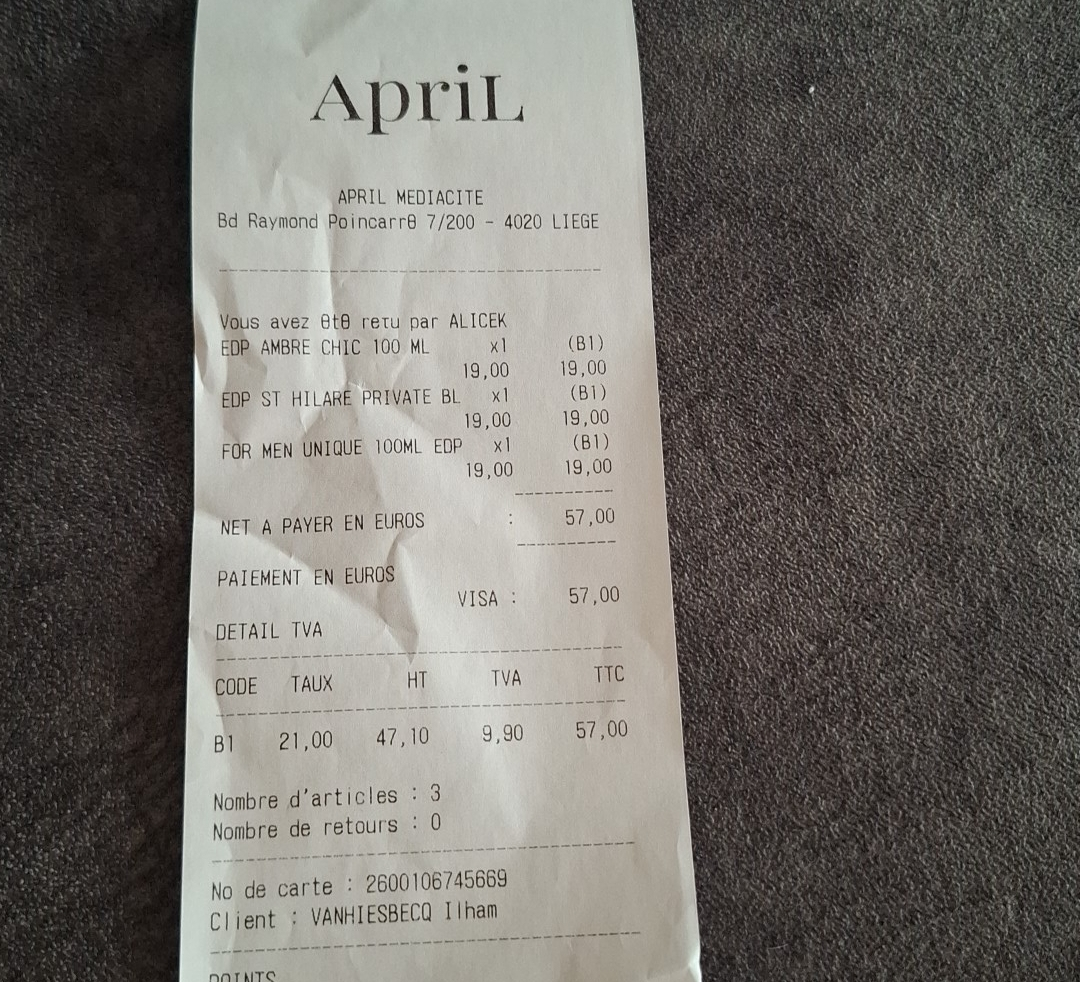 ApriL
APRIL MEDIACITE
Bd Raymond Poincarrθ 7/200 - 4020 LIEGE
Vous avez θtθ reτu par ALICEK
EDP AMBRE CHIC 100 ML x1 (B1)
19,00 19,00
EDP ST HILARE PRIVATE BL x1 (B1)
19,00 19,00
FOR MEN UNIQUE 100ML EDP x1 (B1)
19,00 19,00
NET A PAYER EN EUROS : 57,00
PAIEMENT EN EUROS
VISA : 57,00
DETAIL TVA
CODE TAUX HT TVA TTC
B1 21,00 47,10 9,90 57,00
Nombre d'articles : 3
Nombre de retours : 0
No de carte : 2600106745669
Client : VANHIESBECQ Ilham
POINTS